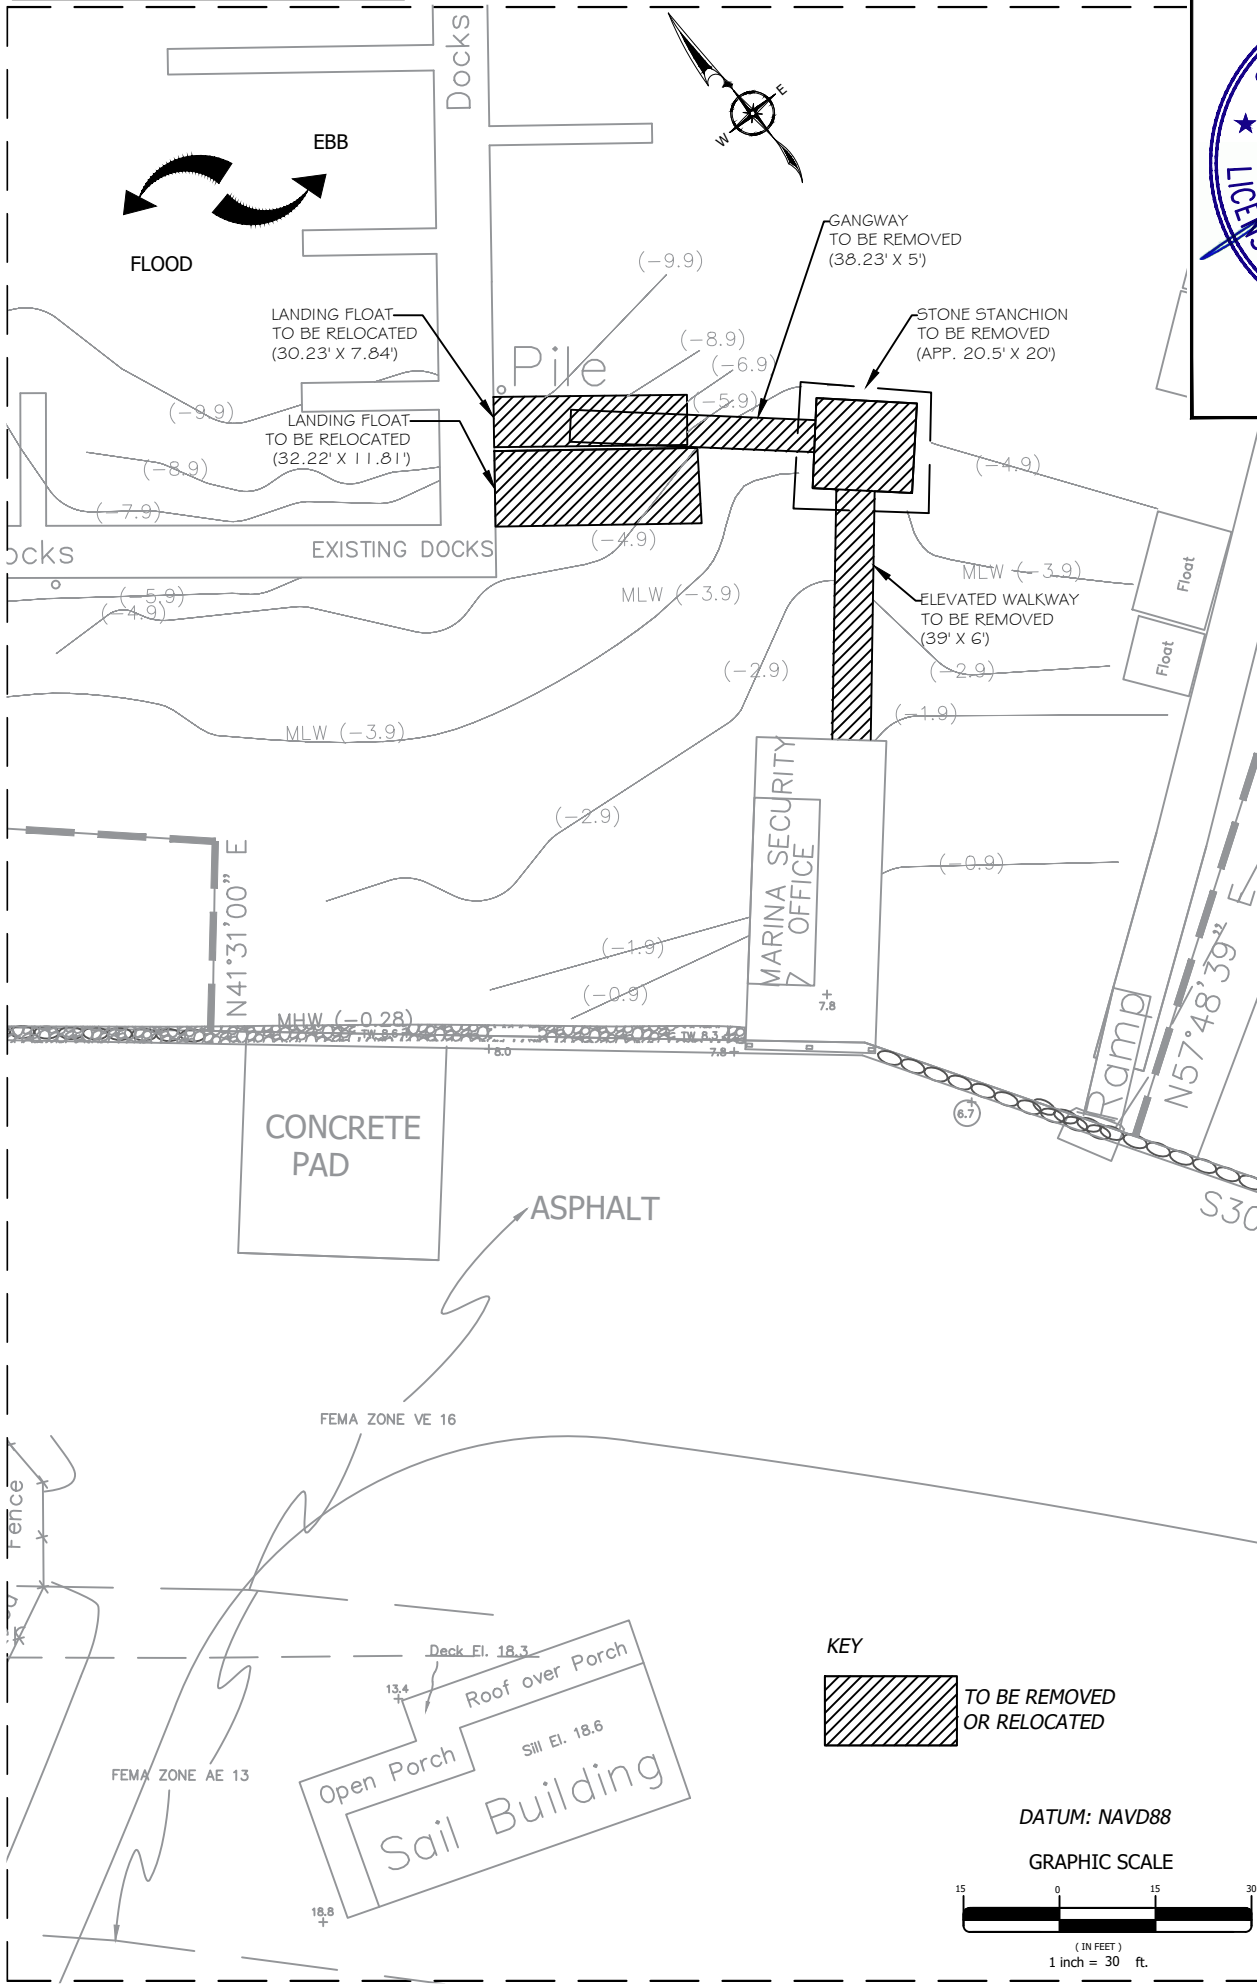 Docks
E
W
EBB
FLOOD
LICENS
GANGWAY
TO BE REMOVED
(38.23' X 5')
(-9.9)
LANDING FLOAT
TO BE RELOCATED
(30.23' X 7.84')
STONE STANCHION
TO BE REMOVED
(APP. 20.5' X 20')
(-8.9)
Pile
(-6.9)
(-5.9)
(-9.9)
LANDING FLOAT
TO BE RELOCATED
(32.22' X 11.81')
(-8.9)
(-4.9)
(-7.9)
(-4.9)
ocks
EXISTING DOCKS
MLW (-3.9)
Float
(-5.9)
(-4.9)
MLW (-3.9)
ELEVATED WALKWAY
TO BE REMOVED
(39' X 6')
Float
(-2.9)
(-2.9)
(-1.9)
MLW (-3.9)
MARINA SECURITY
OFFICE
(-2.9)
(-0.9)
N41°31'00" E
(-1.9)
(-0.9)
7.8
N57°48'39" E
MHW (-0.28)
8.0
7.8
Ramp
6.7
CONCRETE
PAD
ASPHALT
S30
FEMA ZONE VE 16
Fence
KEY
TO BE REMOVED
OR RELOCATED
Deck El. 18.3
13.4
Roof over Porch
Sill El. 18.6
Open Porch
Sail Building
FEMA ZONE AE 13
18.8
DATUM: NAVD88
GRAPHIC SCALE
15 0 15 30
( IN FEET )
1 inch = 30 ft.